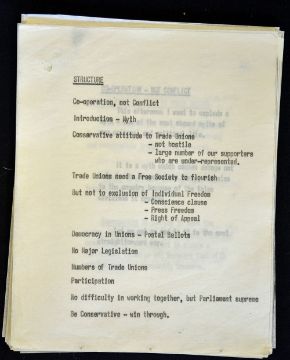 STRUCTURE
Co-operation, not Conflict
Introduction - Myth
Conservative attitude to Trade Unions
- not hostile
- large number of our supporters
who are under-represented.
Trade Unions need a Free Society to flourish
But not to exclusion of Individual Freedom
- Conscience clause
- Press Freedom
- Right of Appeal
Democracy in Unions - Postal Ballots
No Major Legislation
Numbers of Trade Unions
Participation
No difficulty in working together, but Parliament supreme
Be Conservative - win through.